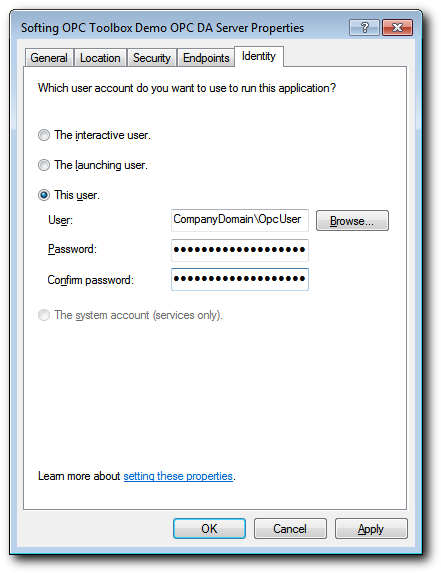 Softing OPC Toolbox Demo OPC DA Server Properties
General Location Security Endpoints Identity
Which user account do you want to use to run this application?
The interactive user.
The launching user.
This user.
User: CompanyDomain\OpcUser Browse...
Password: ●●●●●●●●●●●●●●●●●●●
Confirm password: ●●●●●●●●●●●●●●●●●●●
The system account (services only).
Learn more about setting these properties.
OK Cancel Apply